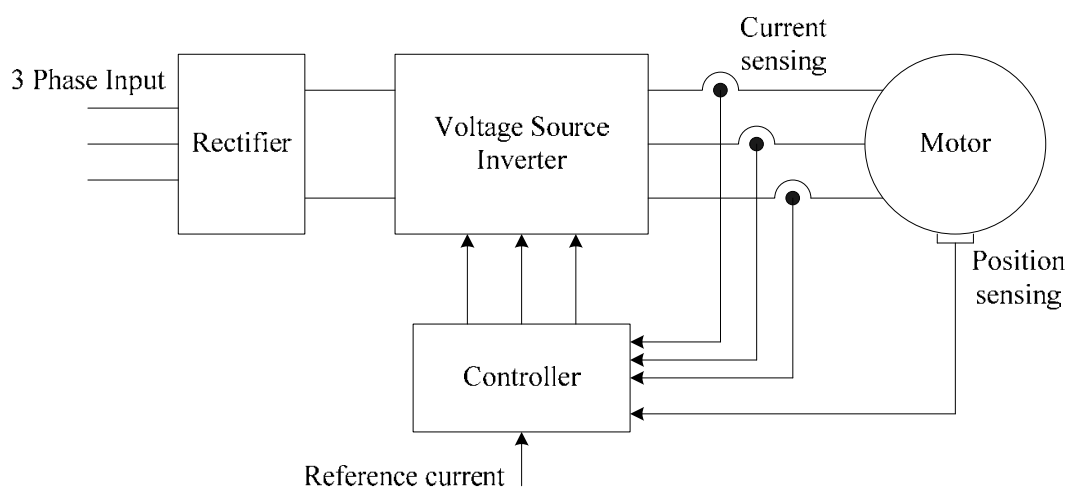 3 Phase Input
Rectifier
Voltage Source
Inverter
Current
sensing
Motor
Position
sensing
Controller
Reference current